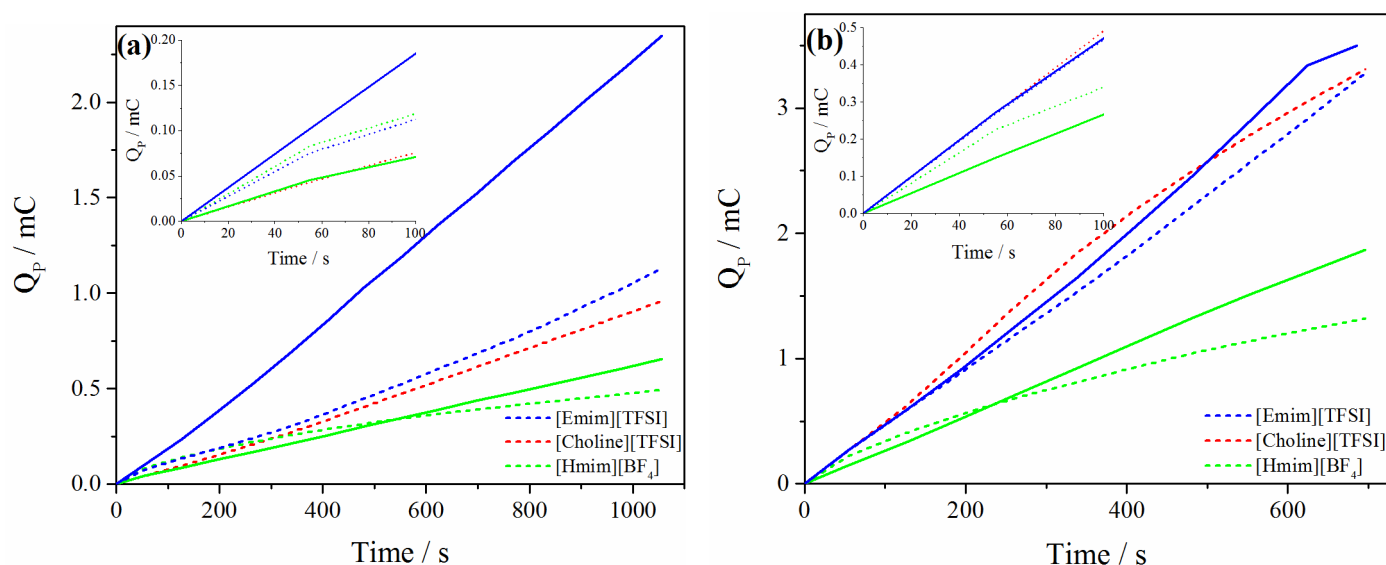 (a)
Q_P / mC
2.0
1.5
1.0
0.5
0.0
0 200 400 600 800 1000
Time / s
Q_P / mC
0.20
0.15
0.10
0.05
0.00
0 20 40 60 80 100
Time / s
[Emim][TFSI]
[Choline][TFSI]
[Hmim][BF₄]
(b)
Q_P / mC
3
2
1
0
0 200 400 600
Time / s
Q_P / mC
0.5
0.4
0.3
0.2
0.1
0.0
0 20 40 60 80 100
Time / s
[Emim][TFSI]
[Choline][TFSI]
[Hmim][BF₄]